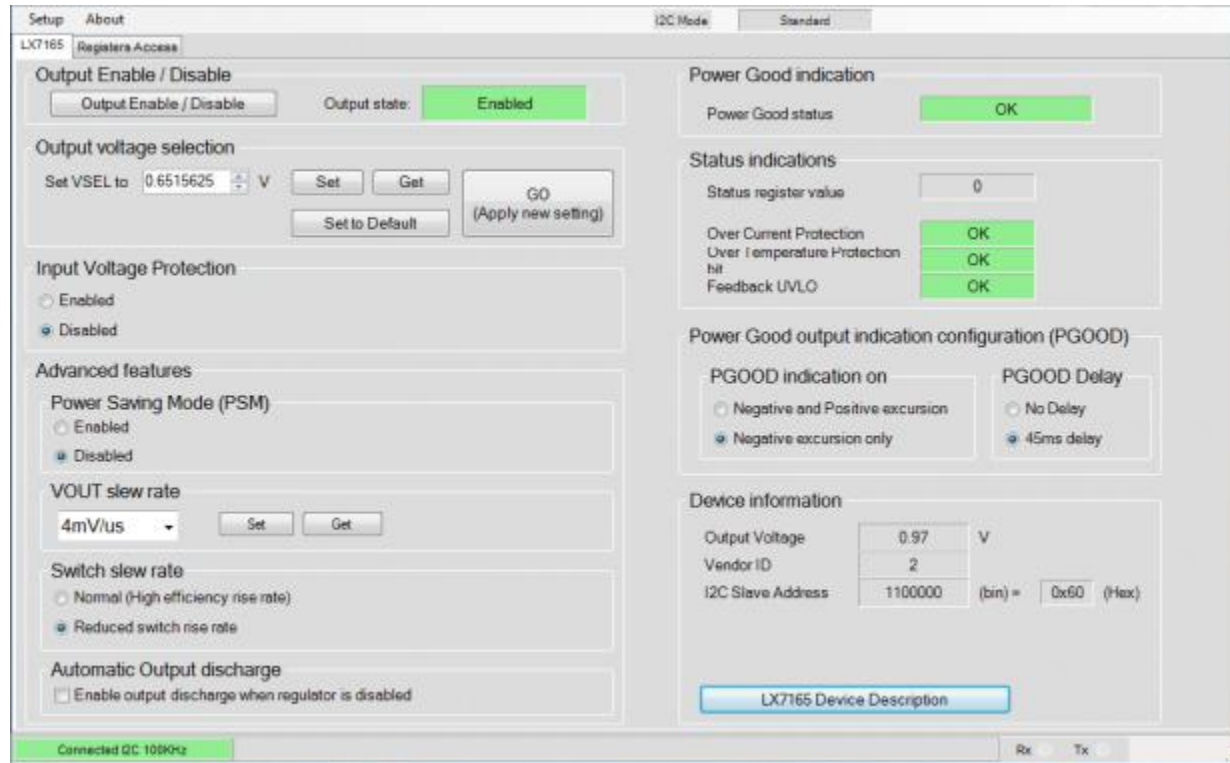 Setup About I2C Mode Standard
LX7165 Registers Access
Output Enable / Disable
Output Enable / Disable Output state: Enabled
Output voltage selection
Set VSEL to 0.6515625 V Set Get
GO
(Apply new setting)
Set to Default
Input Voltage Protection
Enabled
Disabled
Advanced features
Power Saving Mode (PSM)
Enabled
Disabled
VOUT slew rate
4mV/us Set Get
Switch slew rate
Normal (High efficiency rise rate)
Reduced switch rise rate
Automatic Output discharge
Enable output discharge when regulator is disabled
Power Good indication
Power Good status OK
Status indications
Status register value 0
Over Current Protection OK
Over Temperature Protection
bit OK
Feedback UVLO OK
Power Good output indication configuration (PGOOD)
PGOOD indication on
Negative and Positive excursion
Negative excursion only
PGOOD Delay
No Delay
45ms delay
Device information
Output Voltage 0.97 V
Vendor ID 2
I2C Slave Address 1100000 (bin) = 0x60 (Hex)
LX7165 Device Description
Connected I2C 100KHz Rx Tx